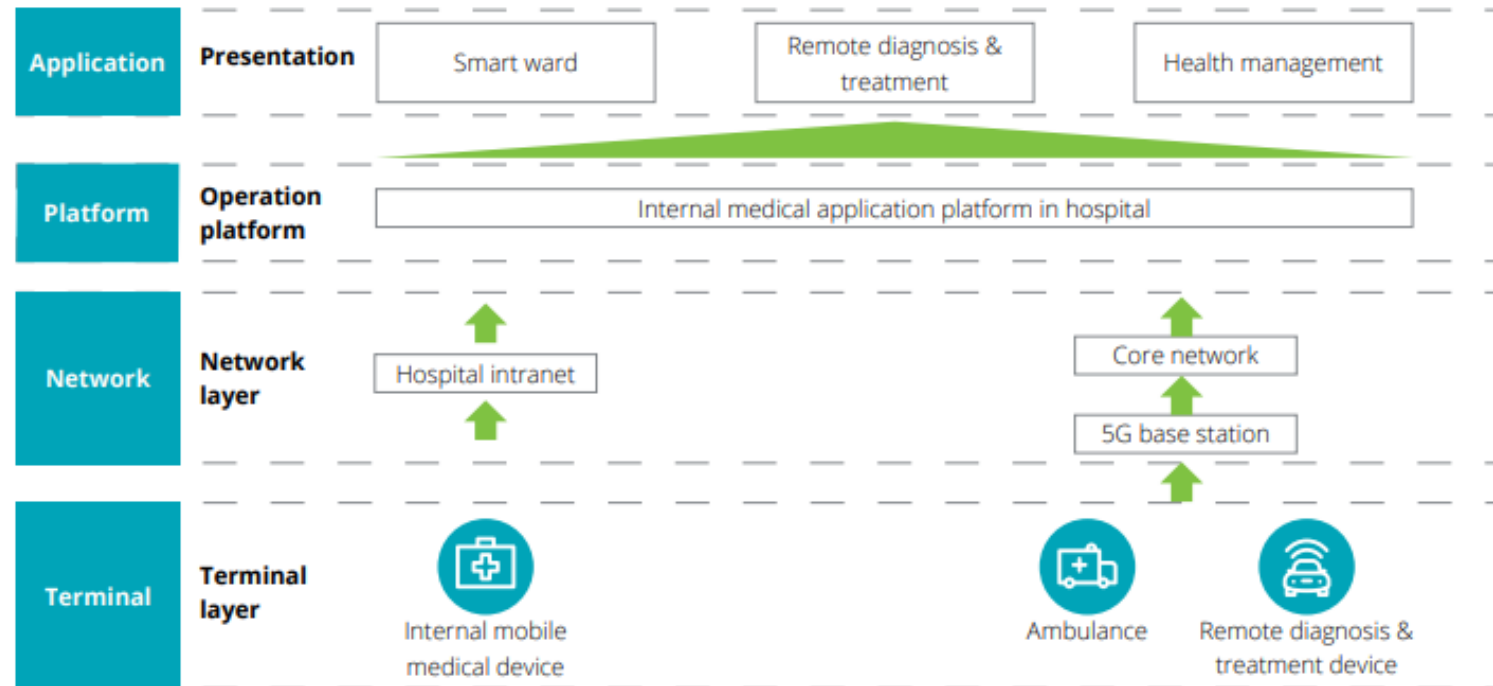 Application
Presentation
Smart ward
Remote diagnosis &
treatment
Health management
Platform
Operation
platform
Internal medical application platform in hospital
Network
Network
layer
Hospital intranet
Core network
5G base station
Terminal
Terminal
layer
Internal mobile
medical device
Ambulance
Remote diagnosis &
treatment device